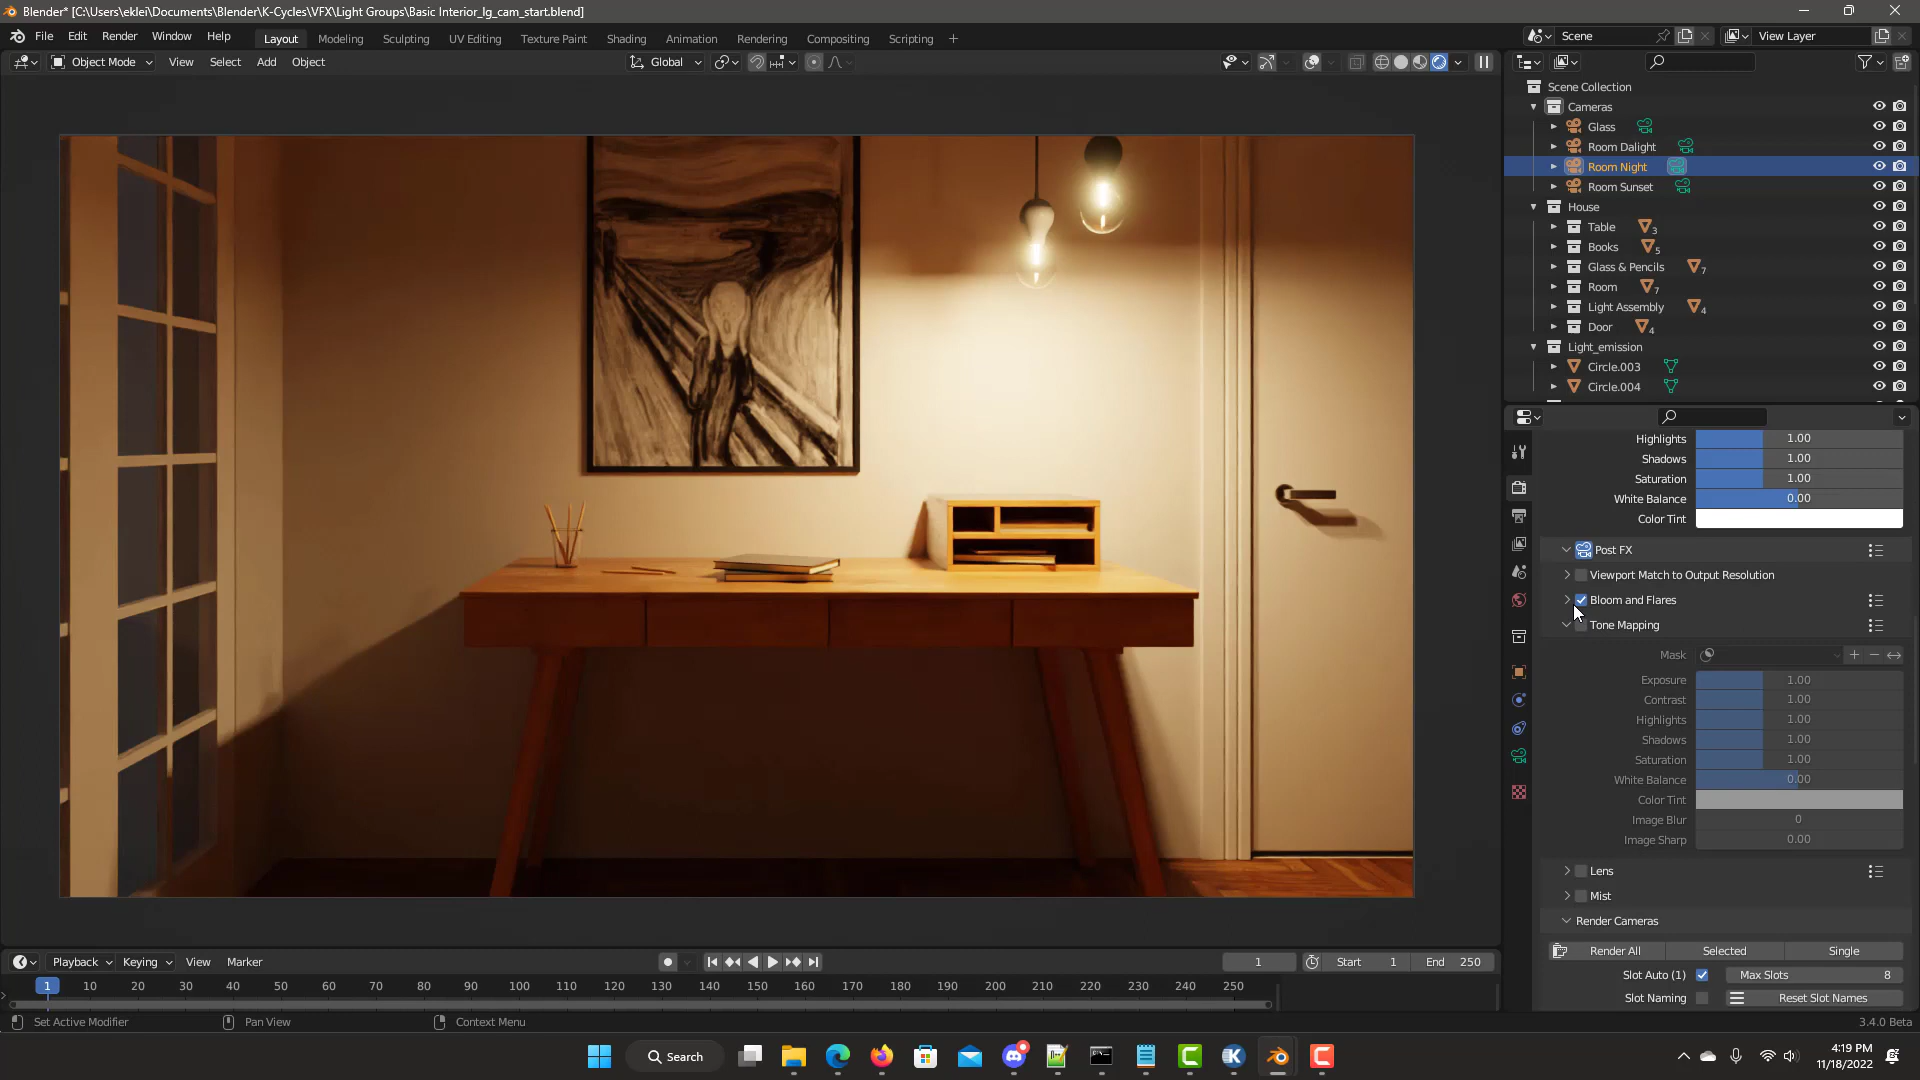 Blender* [C:\Users\eklei\Documents\Blender\K-Cycles\VFX\Light Groups\Basic Interior_lg_cam_start.blend]
File Edit Render Window Help Layout Modeling Sculpting UV Editing Texture Paint Shading Animation Rendering Compositing Scripting + Scene View Layer
Object Mode View Select Add Object Global
Scene Collection
Cameras
Glass
Room Dalight
Room Night
Room Sunset
House
Table 3
Books 5
Glass & Pencils 7
Room 7
Light Assembly 4
Door 4
Light_emission
Circle.003
Circle.004
Highlights 1.00
Shadows 1.00
Saturation 1.00
White Balance 0.00
Color Tint
Post FX
Viewport Match to Output Resolution
Bloom and Flares
Tone Mapping
Mask
Exposure 1.00
Contrast 1.00
Highlights 1.00
Shadows 1.00
Saturation 1.00
White Balance 0.00
Color Tint
Image Blur 0
Image Sharp 0.00
Lens
Mist
Render Cameras
Render All Selected Single
Slot Auto (1) Max Slots 8
Slot Naming Reset Slot Names
Playback Keying View Marker 1 Start 1 End 250
1 10 20 30 40 50 60 70 80 90 100 110 120 130 140 150 160 170 180 190 200 210 220 230 240 250
Set Active Modifier Pan View Context Menu 3.4.0 Beta
Search
4:19 PM
11/18/2022